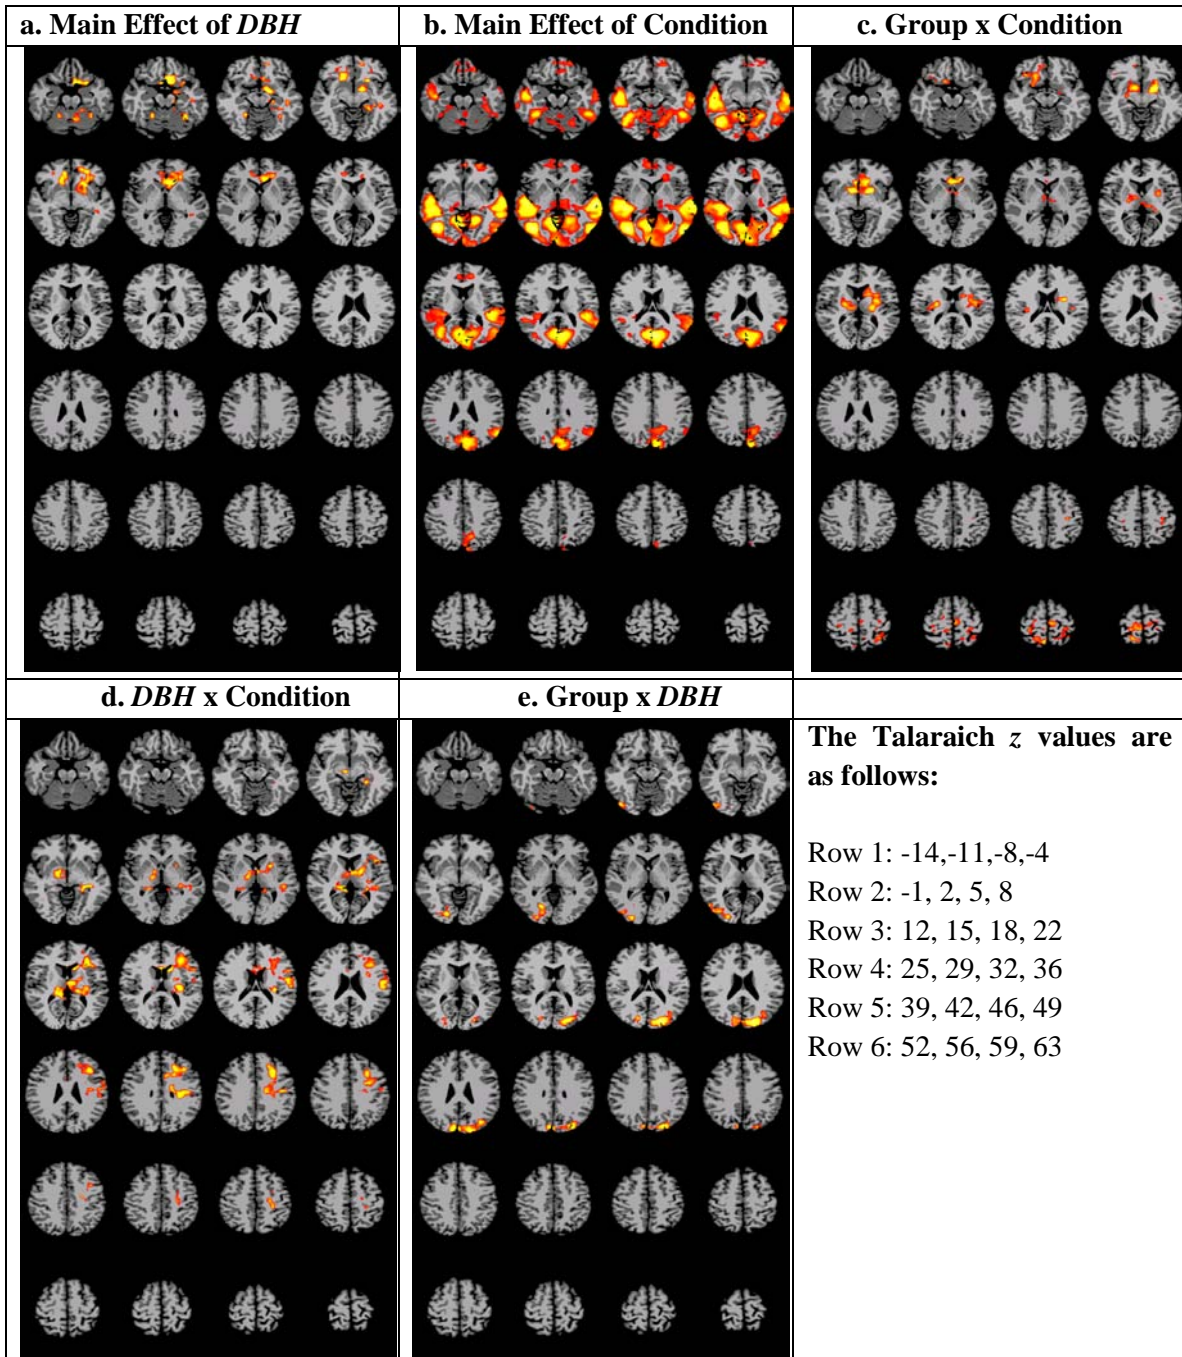 a. Main Effect of DBH
b. Main Effect of Condition
c. Group x Condition
d. DBH x Condition
e. Group x DBH
The Talaraich z values are
as follows:
Row 1: -14,-11,-8,-4
Row 2: -1, 2, 5, 8
Row 3: 12, 15, 18, 22
Row 4: 25, 29, 32, 36
Row 5: 39, 42, 46, 49
Row 6: 52, 56, 59, 63